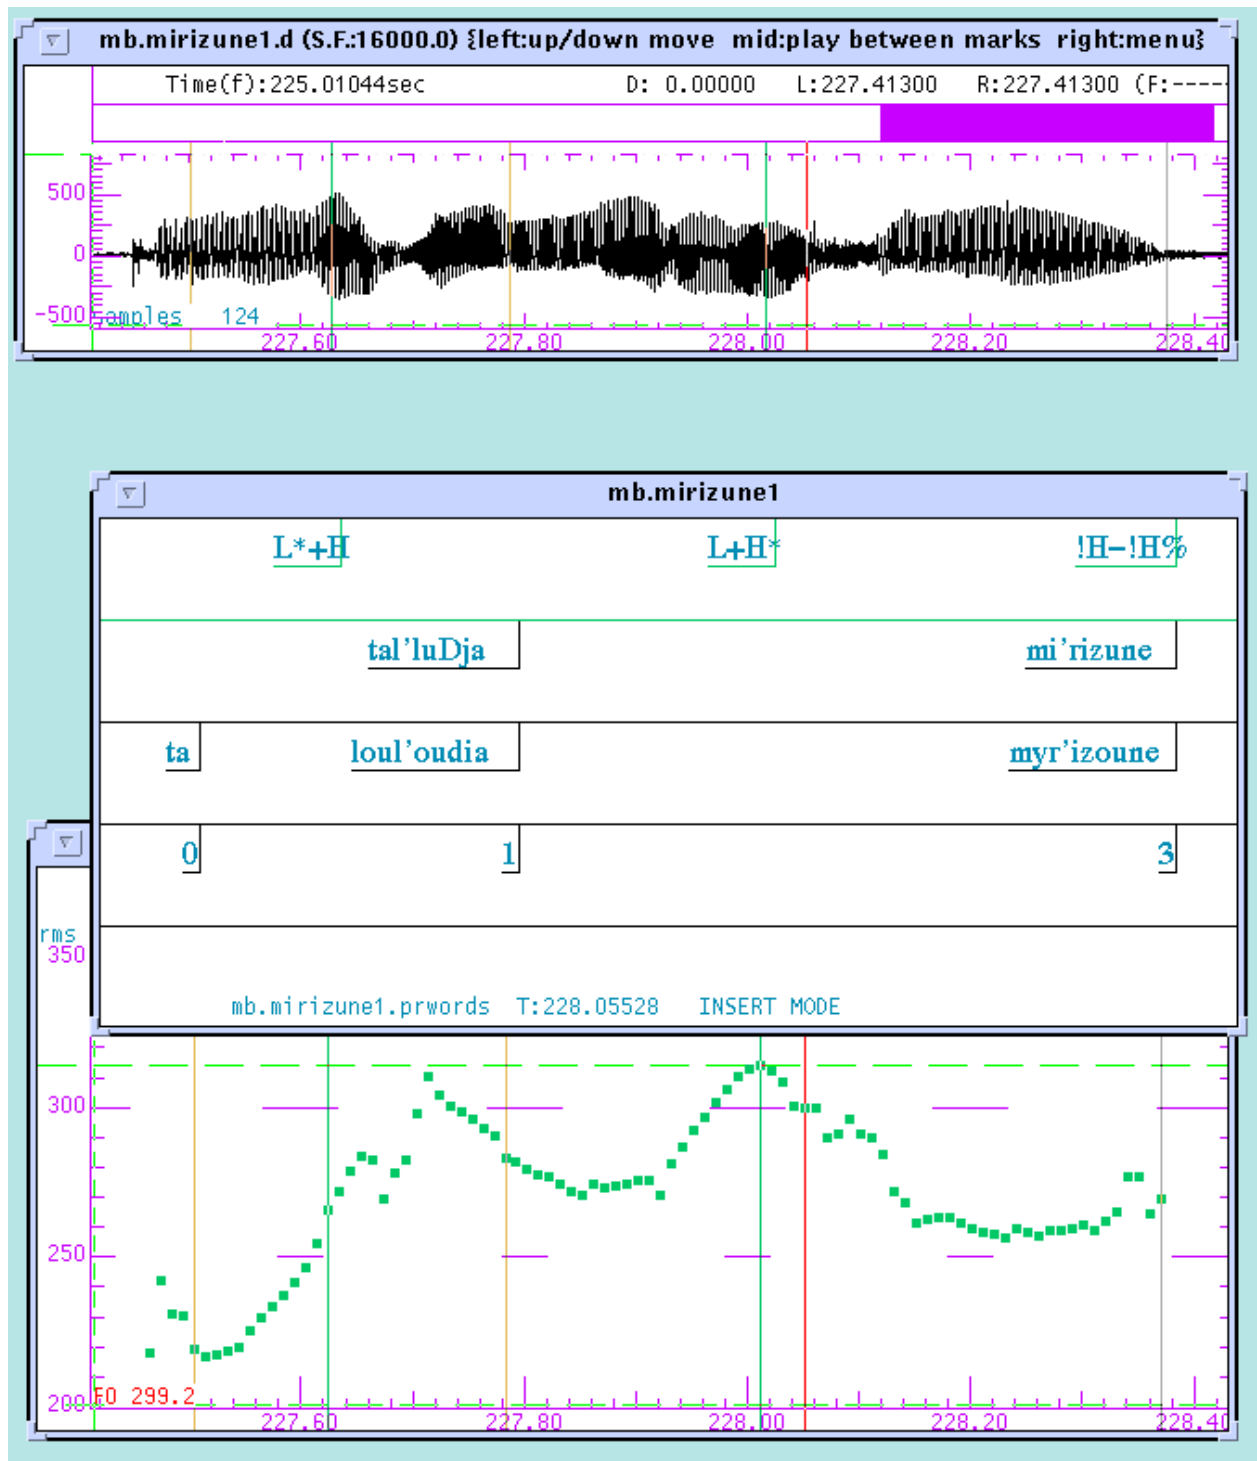 mb.mirizune1.d (S.F.:16000.0) {left:up/down move mid:play between marks right:menu}
Time(f):225.01044sec D: 0.00000 L:227.41300 R:227.41300 (F:----
500
0
-500
samples 124
227.60 227.80 228.00 228.20 228.40
mb.mirizune1
L*+H L+H* !H-!H%
tal'luDja mi'rizune
ta loul'oudia myr'izoune
0 1 3
rms
350
mb.mirizune1.prwords T:228.05528 INSERT MODE
300
250
200
F0 299.2
227.60 227.80 228.00 228.20 228.40